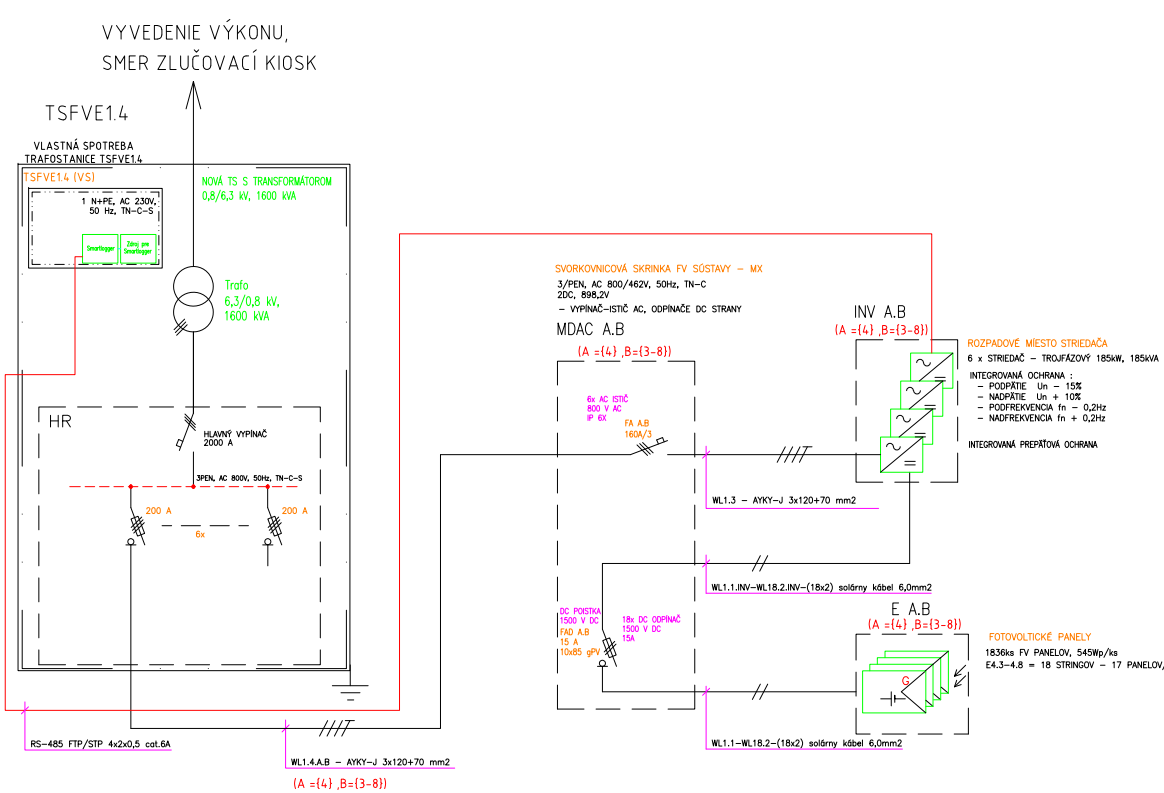 VYVEDENIE VÝKONU,
SMER ZLUČOVACÍ KIOSK
TSFVE1.4
VLASTNÁ SPOTREBA
TRAFOSTANICE TSFVE1.4
TSFVE1.4 (VS)
1 N+PE, AC 230V,
50 Hz, TN-C-S
Smartlogger
Zdroj pre
Smartlogger
NOVÁ TS S TRANSFORMÁTOROM
0,8/6,3 kV, 1600 kVA
Trafo
6,3/0,8 kV,
1600 kVA
HR
HLAVNÝ VYPÍNAČ
2000 A
3PEN, AC 800V, 50Hz, TN-C-S
200 A
200 A
6x
RS-485 FTP/STP 4x2x0,5 cat.6A
WL1.4.A.B - AYKY-J 3x120+70 mm2
(A ={4} ,B={3-8})
SVORKOVNICOVÁ SKRINKA FV SÚSTAVY - MX
3/PEN, AC 800/462V, 50Hz, TN-C
2DC, 898,2V
- VYPÍNAČ-ISTIČ AC, ODPÍNAČE DC STRANY
MDAC A.B
(A ={4} ,B={3-8})
6x AC ISTIČ
800 V AC
IP 6X
FA A.B
160A/3
WL1.3 - AYKY-J 3x120+70 mm2
INV A.B
(A ={4} ,B={3-8})
ROZPADOVÉ MIESTO STRIEDAČA
6 x STRIEDAČ - TROJFÁZOVÝ 185kW, 185kVA
INTEGROVANÁ OCHRANA :
- PODPÄTIE Un - 15%
- NADPÄTIE Un + 10%
- PODFREKVENCIA fn - 0,2Hz
- NADFREKVENCIA fn + 0,2Hz
INTEGROVANÁ PREPÄŤOVÁ OCHRANA
WL1.1.INV-WL18.2.INV-(18x2) solárny kábel 6,0mm2
DC POISTKA
1500 V DC
FAD A.B
15 A
10x85 gPV
18x DC ODPÍNAČ
1500 V DC
15A
WL1.1-WL18.2-(18x2) solárny kábel 6,0mm2
E A.B
(A ={4} ,B={3-8})
G
FOTOVOLTICKÉ PANELY
1836ks FV PANELOV, 545Wp/ks
E4.3-4.8 = 18 STRINGOV - 17 PANELOV,